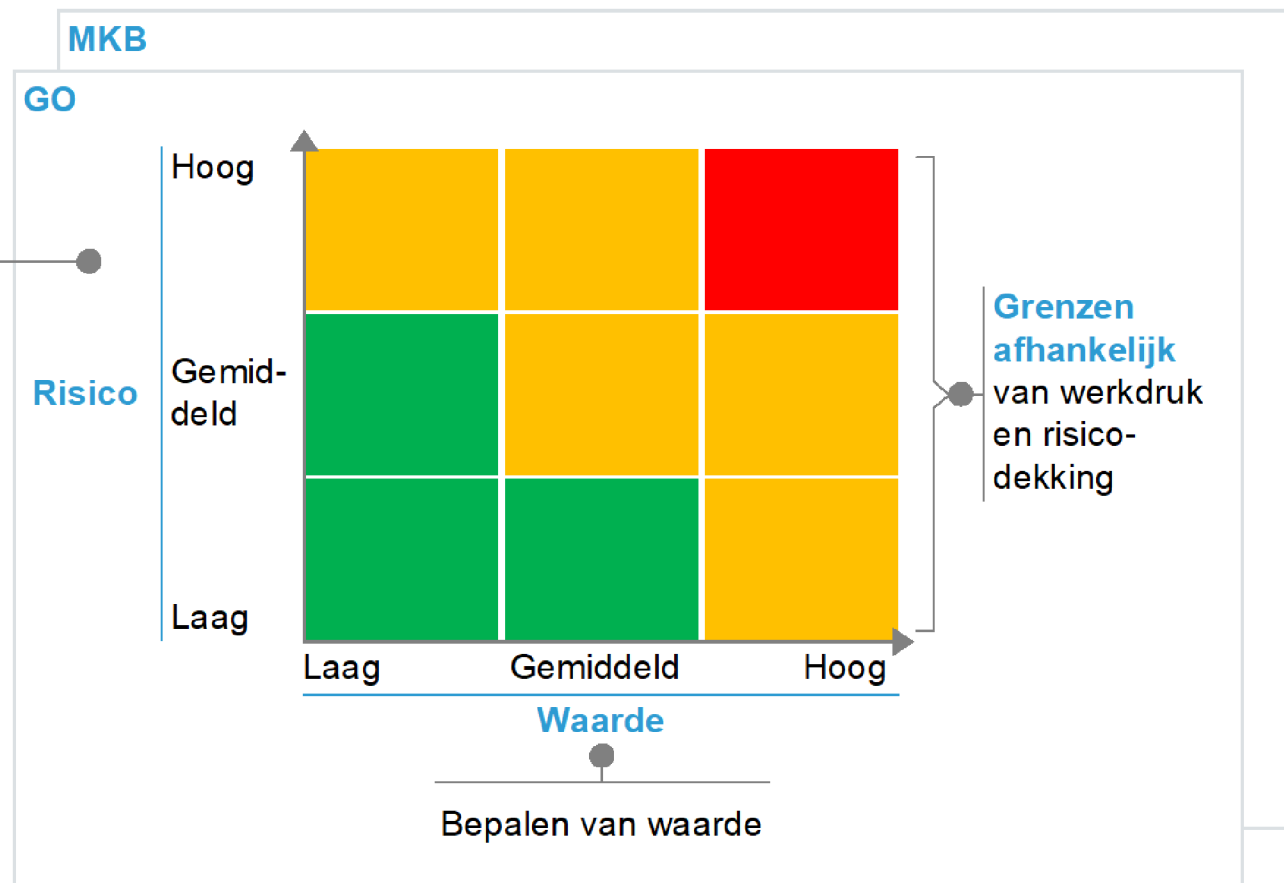 MKB
GO
Hoog
Gemid-
deld
Laag
Risico
Laag Gemiddeld Hoog
Waarde
Bepalen van waarde
Grenzen
afhankelijk
van werkdruk
en risico-
dekking